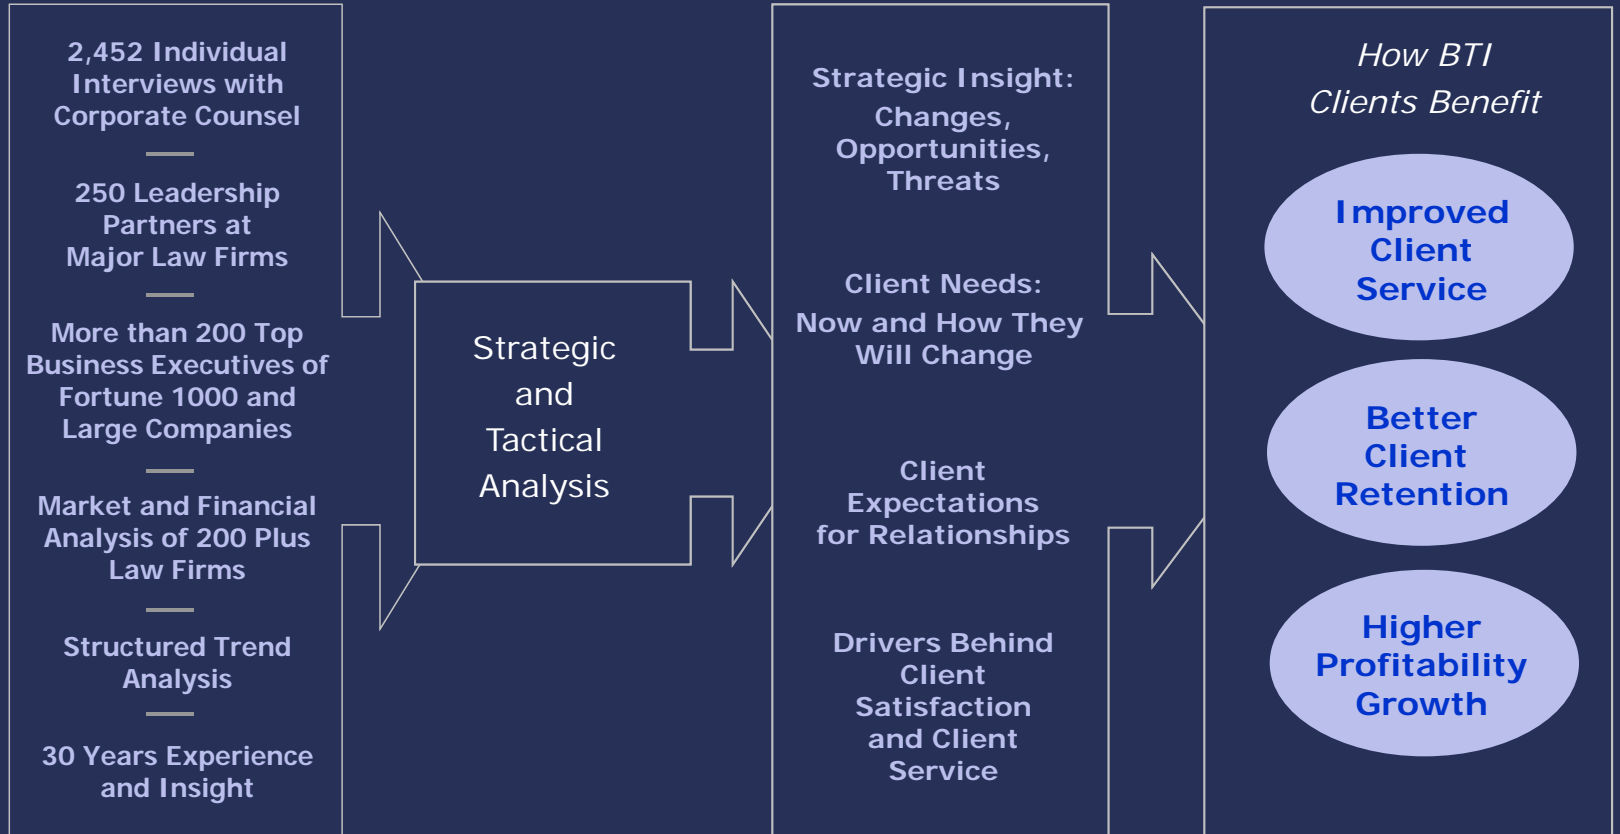 2,452 Individual
Interviews with
Corporate Counsel
250 Leadership
Partners at
Major Law Firms
More than 200 Top
Business Executives of
Fortune 1000 and
Large Companies
Market and Financial
Analysis of 200 Plus
Law Firms
Structured Trend
Analysis
30 Years Experience
and Insight
Strategic
and
Tactical
Analysis
Strategic Insight:
Changes,
Opportunities,
Threats
Client Needs:
Now and How They
Will Change
Client
Expectations
for Relationships
Drivers Behind
Client
Satisfaction
and Client
Service
How BTI
Clients Benefit
Improved
Client
Service
Better
Client
Retention
Higher
Profitability
Growth